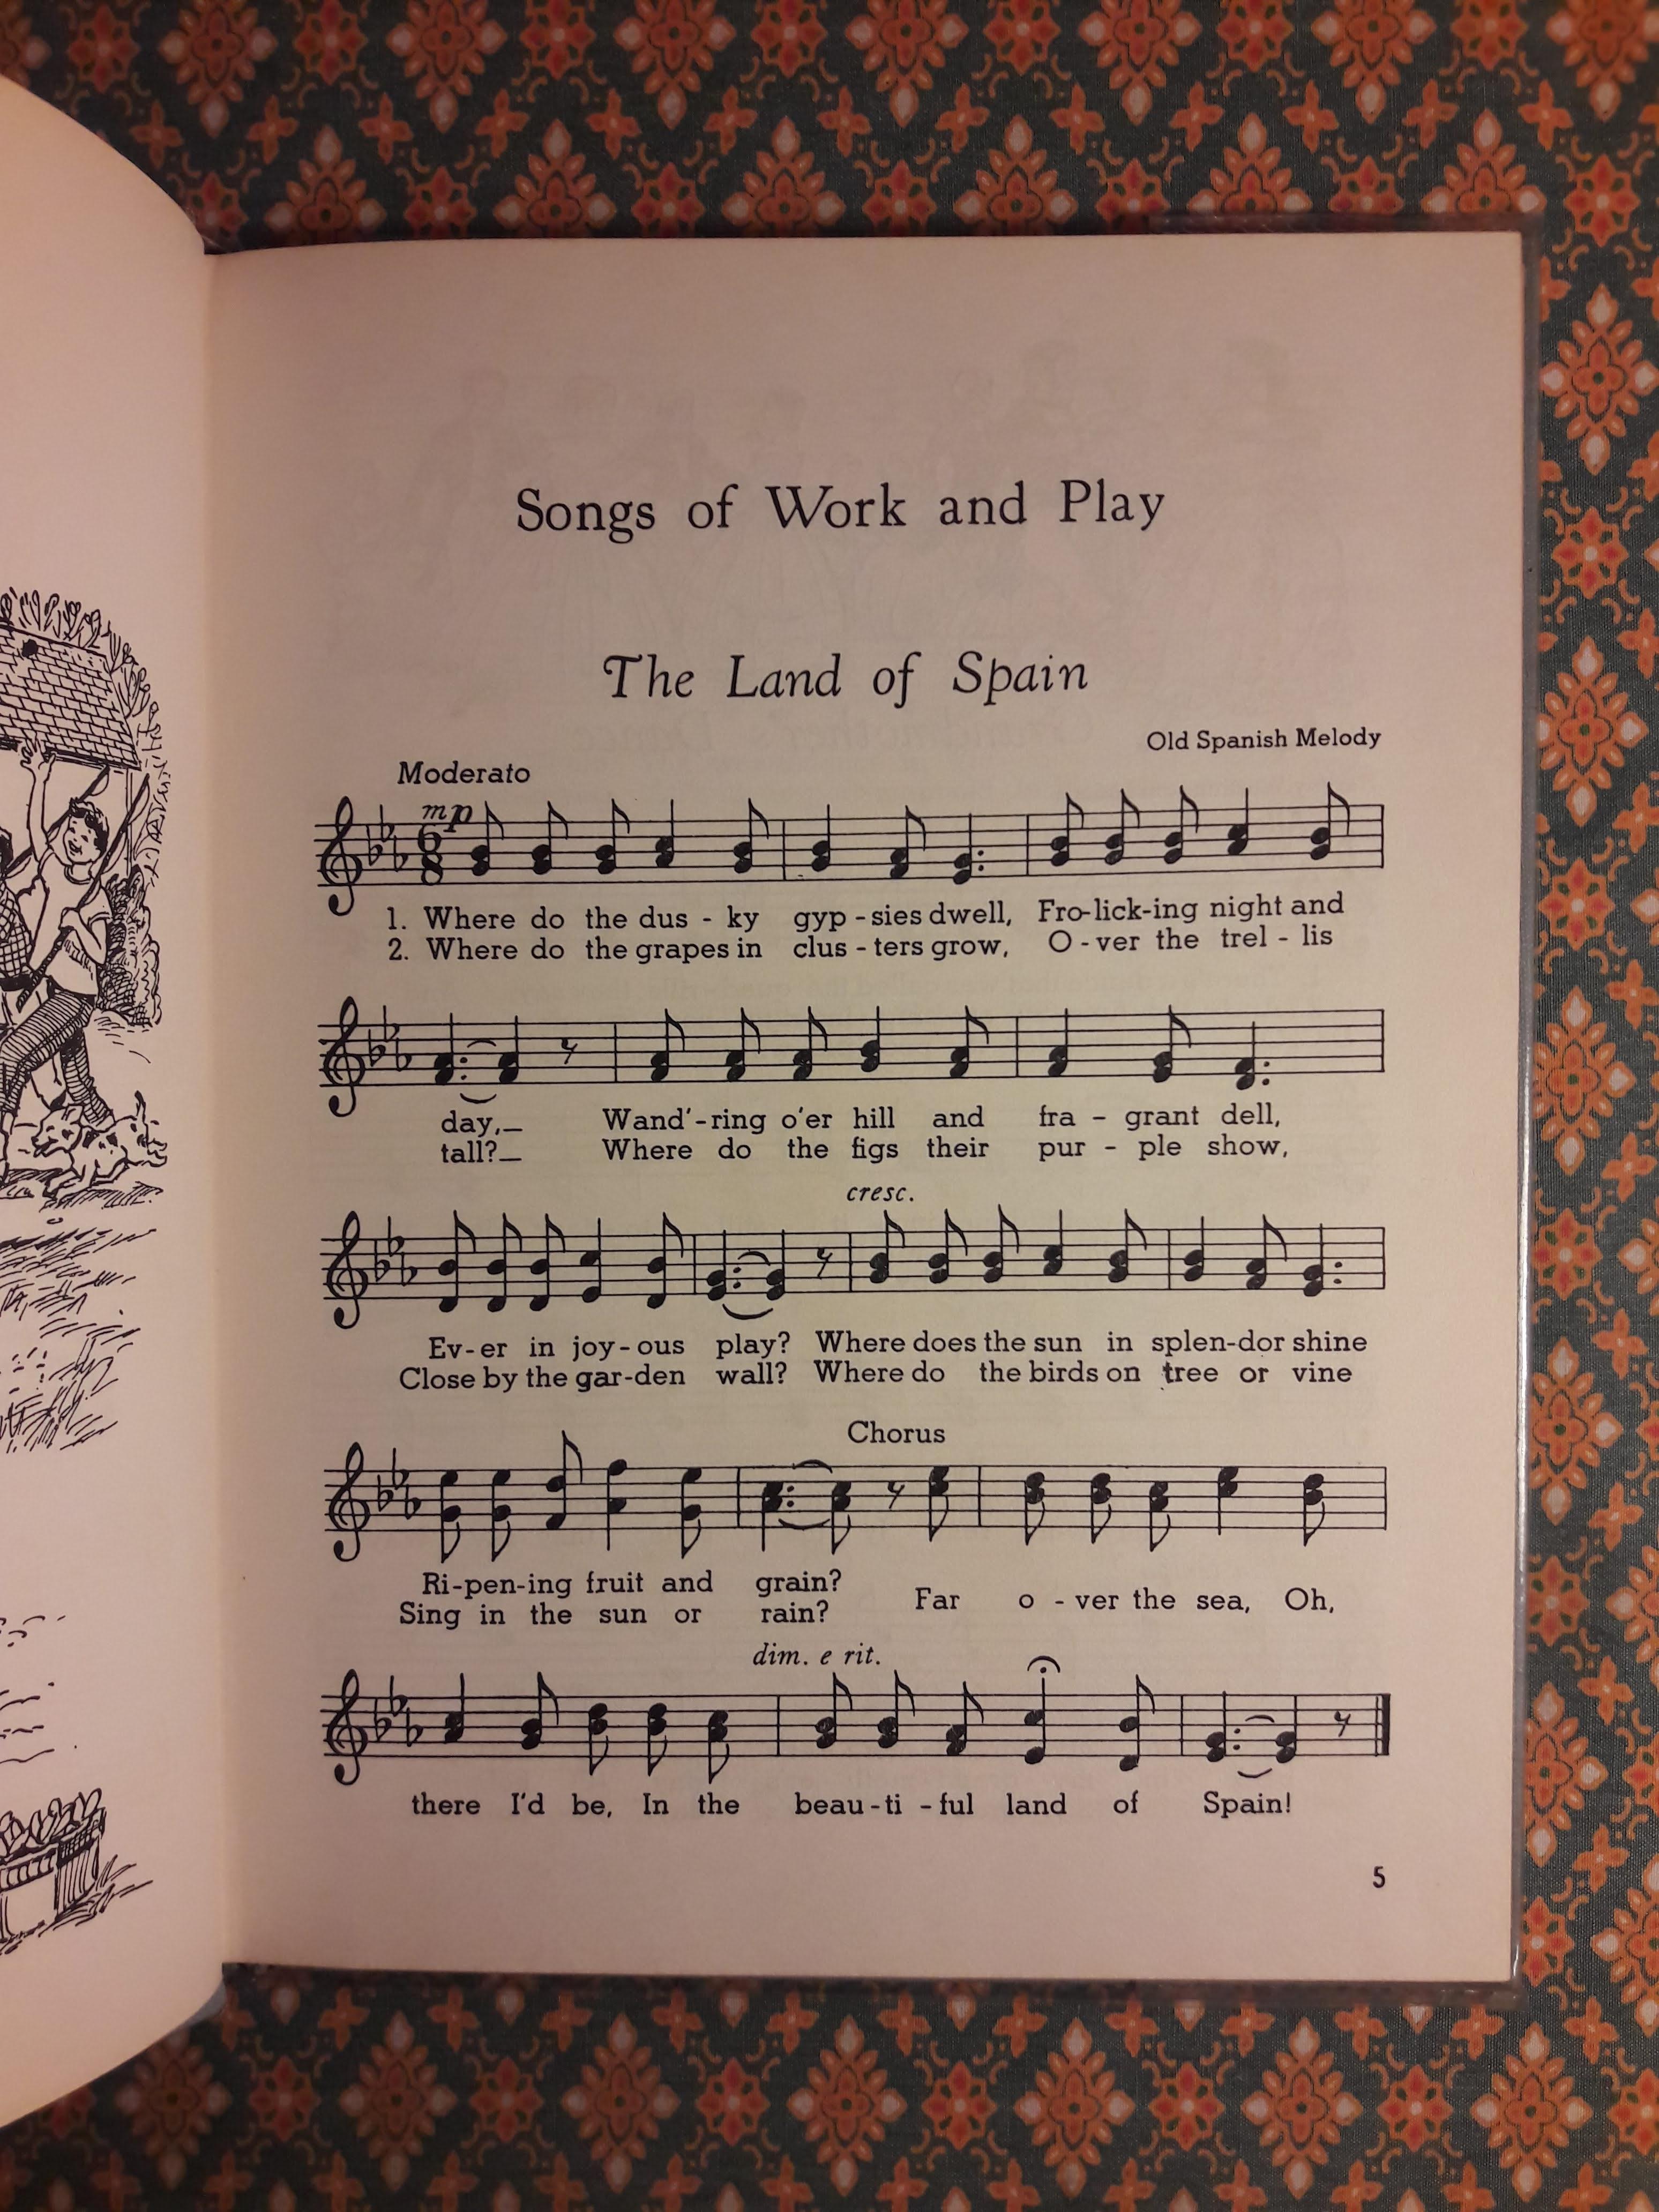 Songs of Work and Play
The Land of Spain
Old Spanish Melody
Moderato
mp
6
8
1. Where do the dus - ky gyp - sies dwell, Fro-lick-ing night and
2. Where do the grapes in clus - ters grow, O - ver the trel - lis
day,_ Wand'-ring o'er hill and fra - grant dell,
tall?_ Where do the figs their pur - ple show,
cresc.
Ev-er in joy-ous play? Where does the sun in splen-dor shine
Close by the gar-den wall? Where do the birds on tree or vine
Chorus
Ri-pen-ing fruit and grain? Far o - ver the sea, Oh,
Sing in the sun or rain?
dim. e rit.
there I'd be, In the beau-ti-ful land of Spain!
5